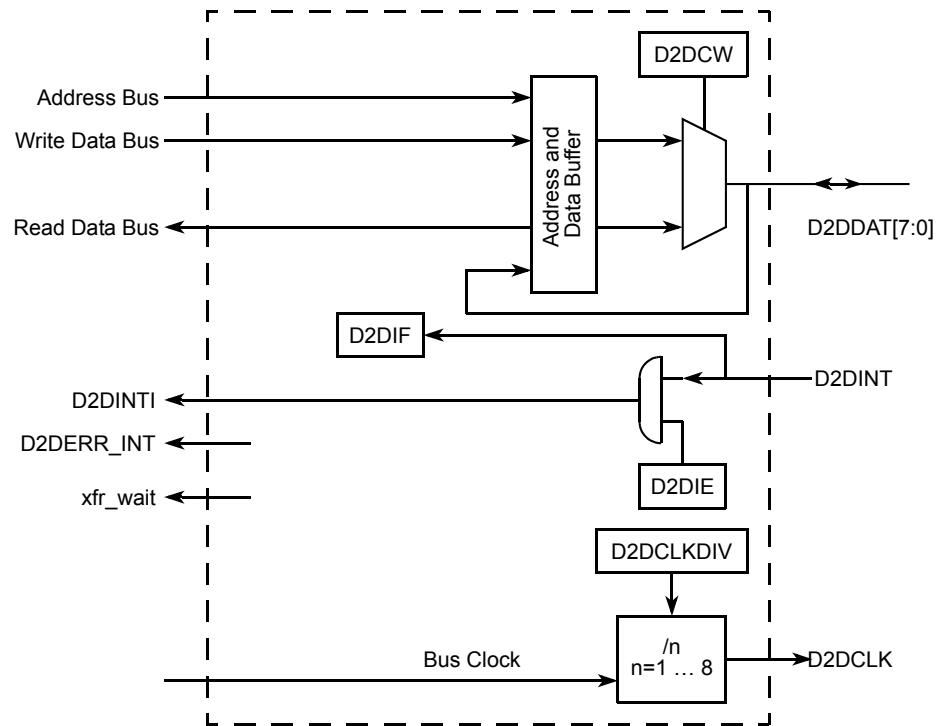 D2DCW
Address Bus
Write Data Bus
Address and
Data Buffer
Read Data Bus
D2DDAT[7:0]
D2DIF
D2DINT
D2DINTI
D2DERR_INT
D2DIE
xfr_wait
D2DCLKDIV
/n
n=1 ... 8
Bus Clock
D2DCLK